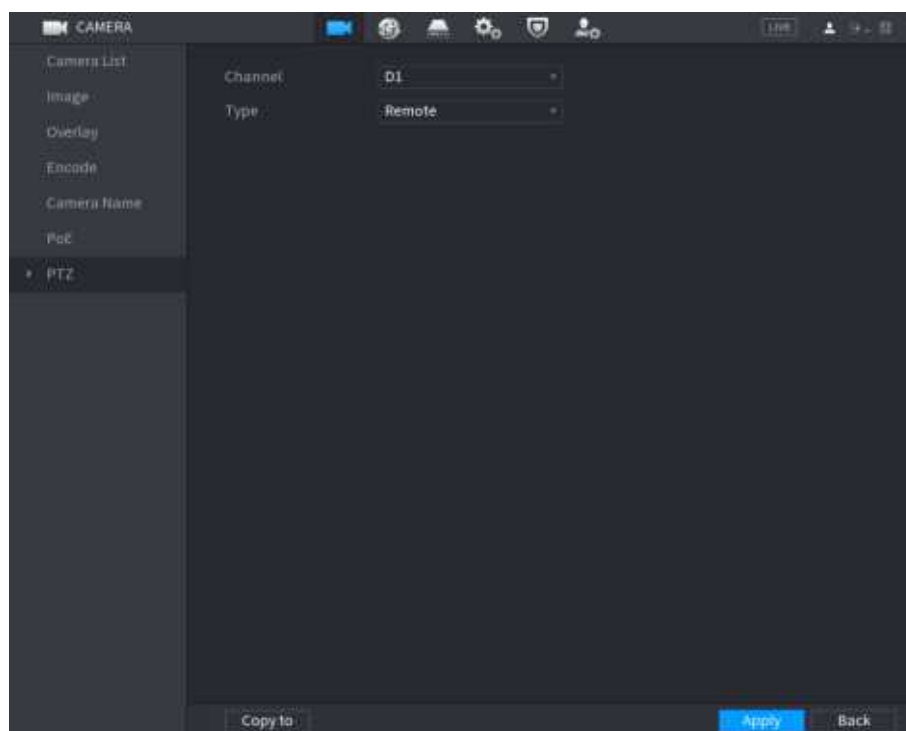 CAMERA
LIVE
Camera List
Image
Overlay
Encode
Camera Name
PoE
PTZ
Channel
D1
Type
Remote
Copy to
Apply
Back